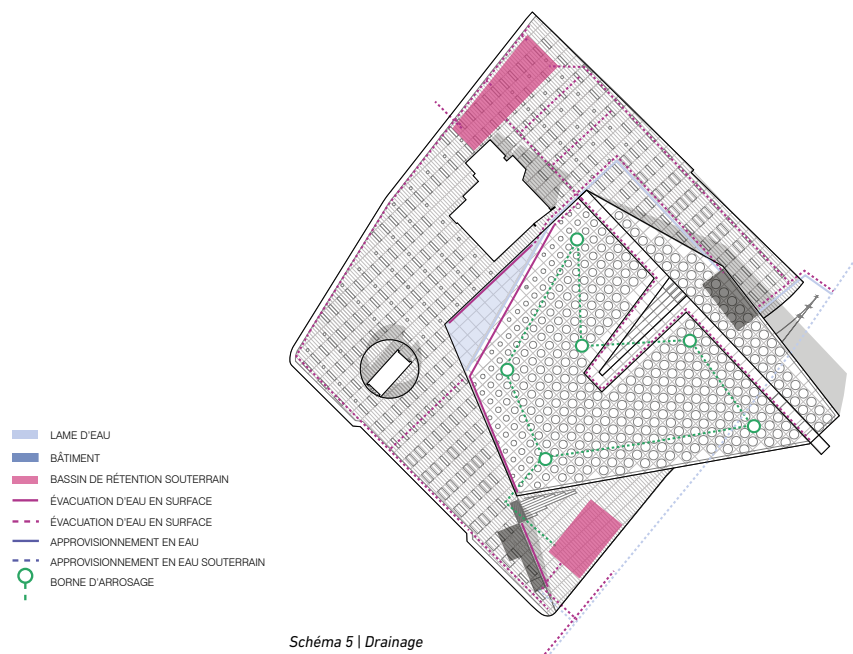 LAME D'EAU
BÂTIMENT
BASSIN DE RÉTENTION SOUTERRAIN
ÉVACUATION D'EAU EN SURFACE
ÉVACUATION D'EAU EN SURFACE
APPROVISIONNEMENT EN EAU
APPROVISIONNEMENT EN EAU SOUTERRAIN
BORNE D'ARROSAGE
Schéma 5 | Drainage